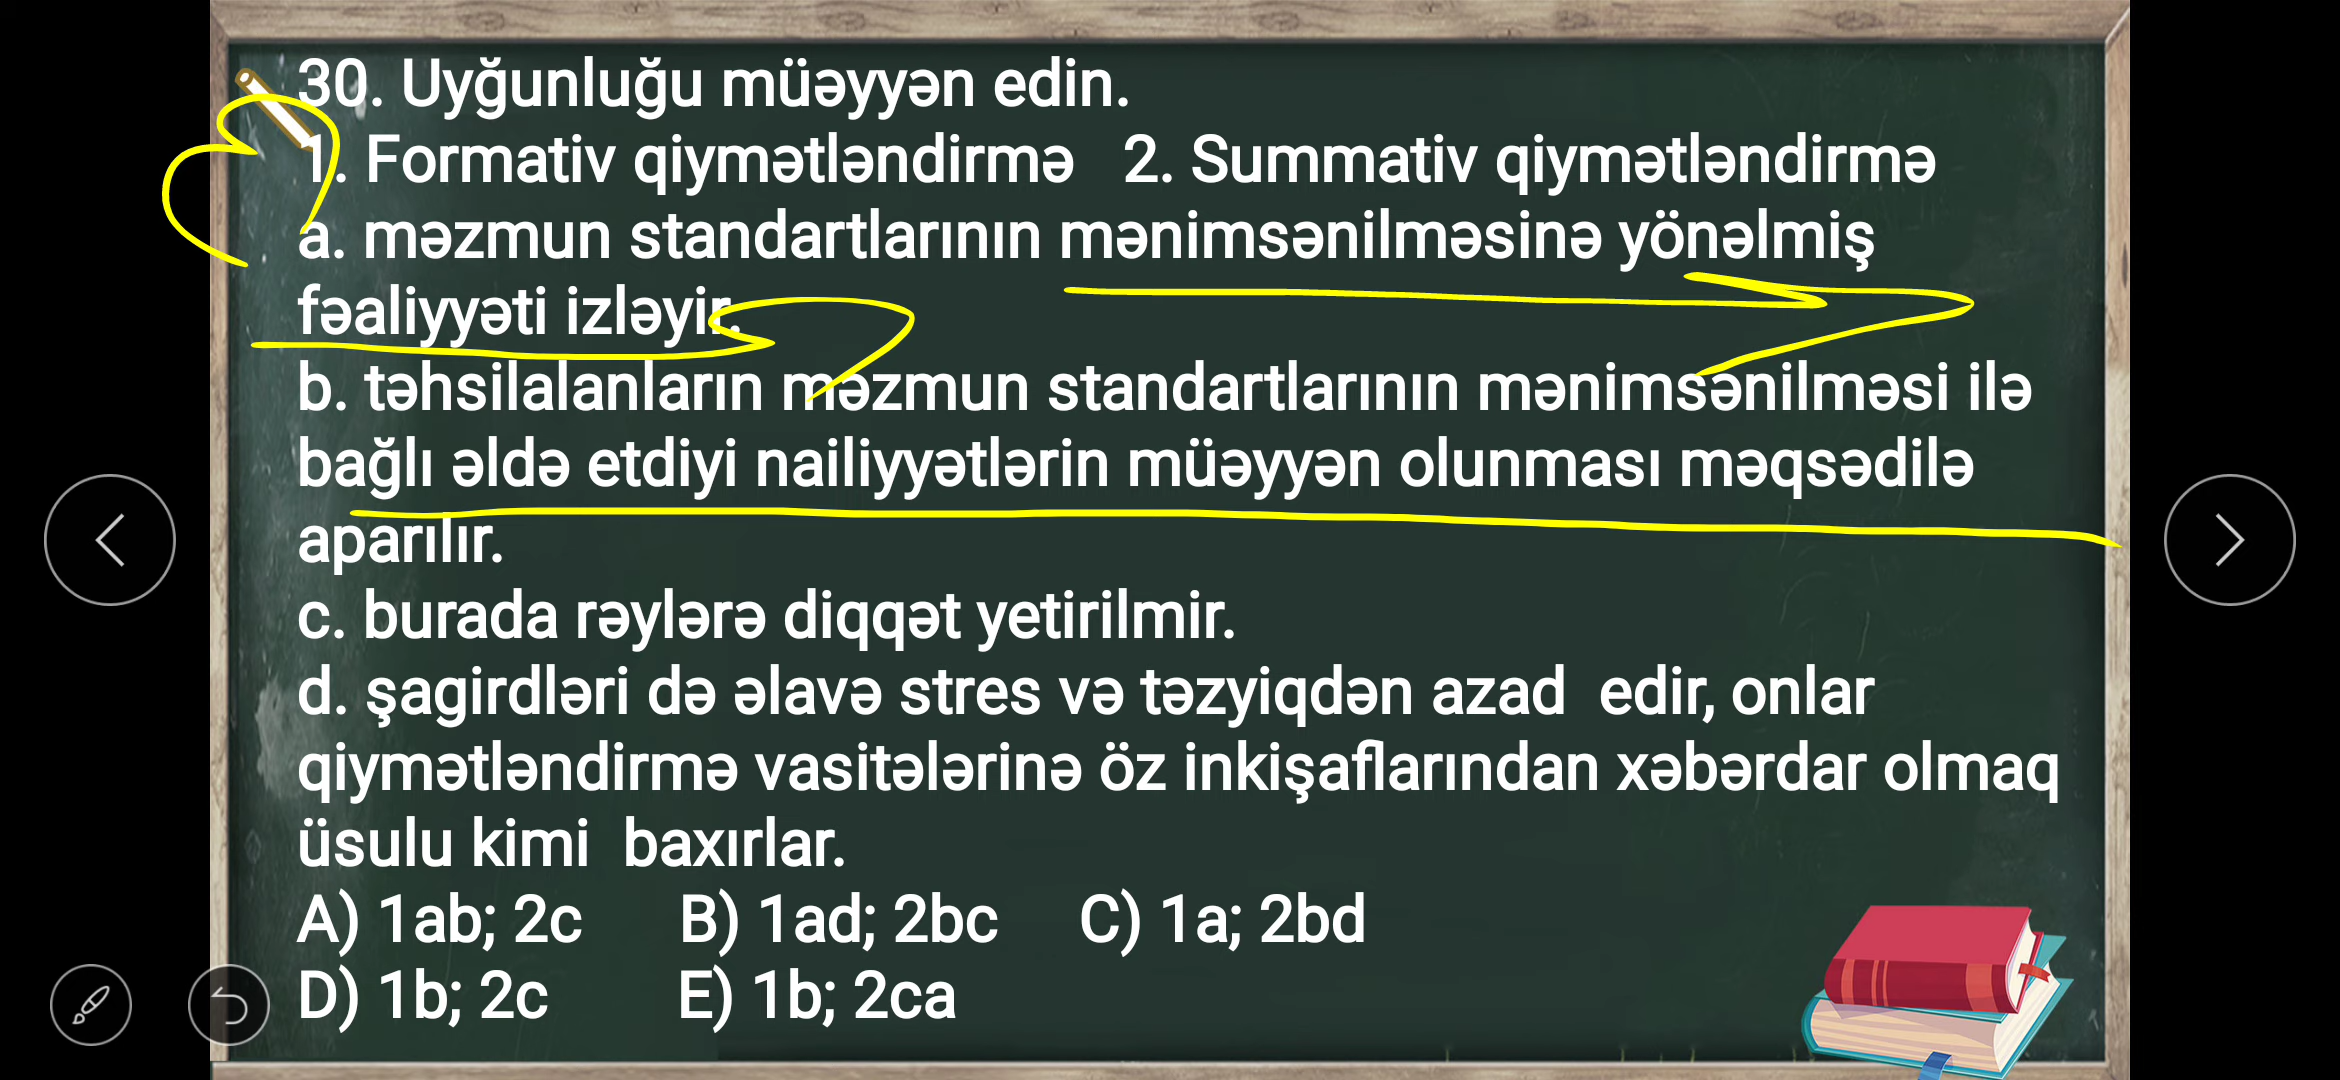 30. Uyğunluğu müəyyən edin.
1. Formativ qiymətləndirmə 2. Summativ qiymətləndirmə
a. məzmun standartlarının mənimsənilməsinə yönəlmiş
fəaliyyəti izləyir.
b. təhsilalanların məzmun standartlarının mənimsənilməsi ilə
bağlı əldə etdiyi nailiyyətlərin müəyyən olunması məqsədilə
aparılır.
c. burada rəylərə diqqət yetirilmir.
d. şagirdləri də əlavə stres və təzyiqdən azad edir, onlar
qiymətləndirmə vasitələrinə öz inkişaflarından xəbərdar olmaq
üsulu kimi baxırlar.
A) 1ab; 2c B) 1ad; 2bc C) 1a; 2bd
D) 1b; 2c E) 1b; 2ca